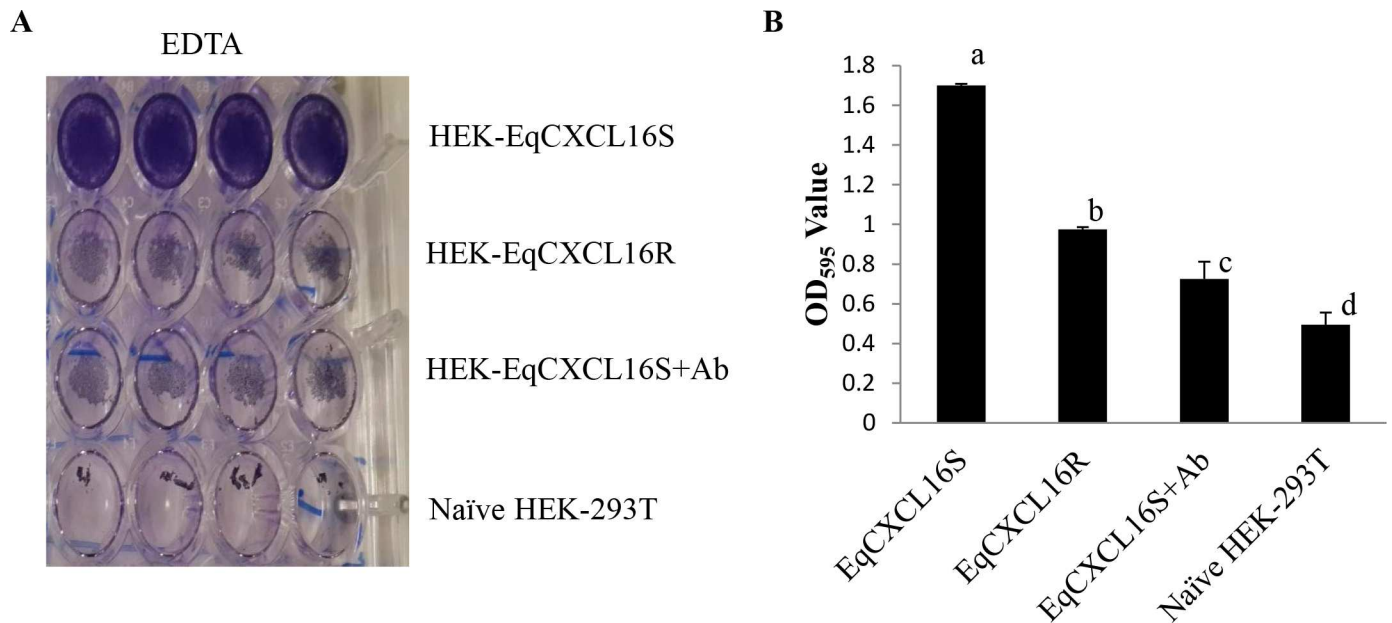 A
EDTA
HEK-EqCXCL16S
HEK-EqCXCL16R
HEK-EqCXCL16S+Ab
Naïve HEK-293T
B
OD595 Value
1.8
1.6
1.4
1.2
1
0.8
0.6
0.4
0.2
0
a
b
c
d
EqCXCL16S
EqCXCL16R
EqCXCL16S+Ab
Naïve HEK-293T